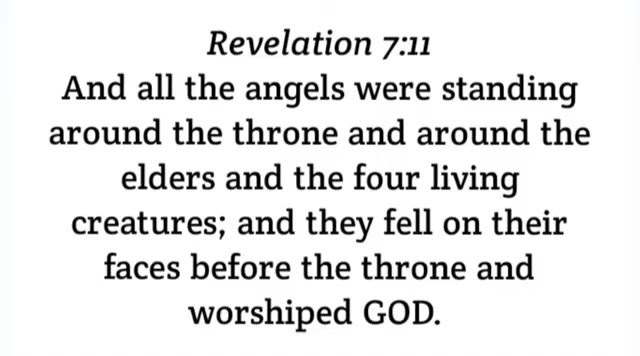 Revelation 7:11
And all the angels were standing
around the throne and around the
elders and the four living
creatures; and they fell on their
faces before the throne and
worshiped GOD.